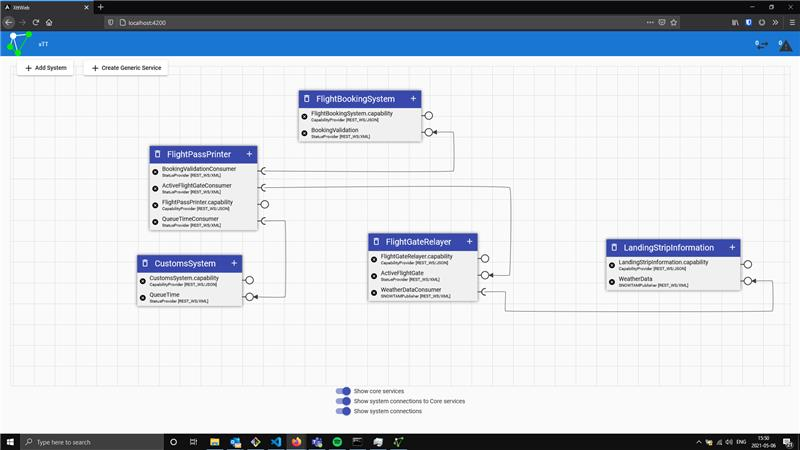 XttWeb
localhost:4200
xTT
0
0
+ Add System
+ Create Generic Service
FlightBookingSystem +
FlightBookingSystem.capability
CapabilityProvider [REST_WS/JSON]
BookingValidation
StatusProvider [REST_WS/XML]
FlightPassPrinter +
BookingValidationConsumer
StatusProvider [REST_WS/XML]
ActiveFlightGateConsumer
StatusProvider [REST_WS/XML]
FlightPassPrinter.capability
CapabilityProvider [REST_WS/JSON]
QueueTimeConsumer
StatusProvider [REST_WS/XML]
CustomsSystem +
CustomsSystem.capability
CapabilityProvider [REST_WS/JSON]
QueueTime
StatusProvider [REST_WS/XML]
FlightGateRelayer +
FlightGateRelayer.capability
CapabilityProvider [REST_WS/JSON]
ActiveFlightGate
StatusProvider [REST_WS/XML]
WeatherDataConsumer
SNOWTAMPublisher [REST_WS/XML]
LandingStripInformation +
LandingStripInformation.capability
CapabilityProvider [REST_WS/JSON]
WeatherData
SNOWTAMPublisher [REST_WS/XML]
Show core services
Show system connections to Core services
Show system connections
Type here to search
ENG
15:50
2021-05-06